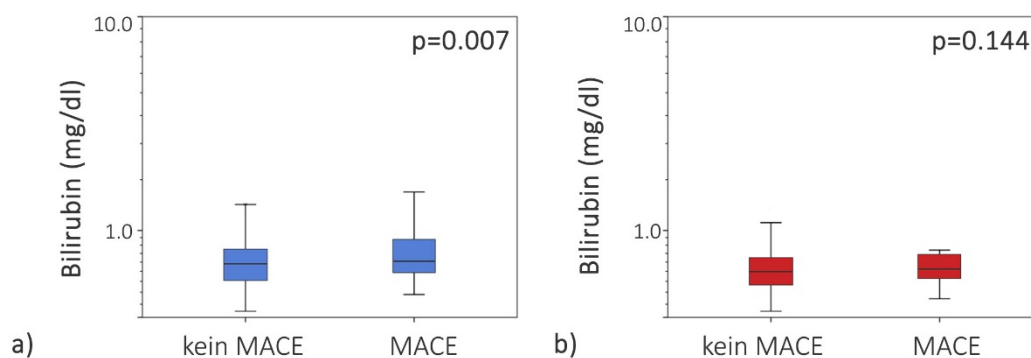 10.0
p=0.007
Bilirubin (mg/dl)
1.0
a)
kein MACE
MACE
10.0
p=0.144
Bilirubin (mg/dl)
1.0
b)
kein MACE
MACE